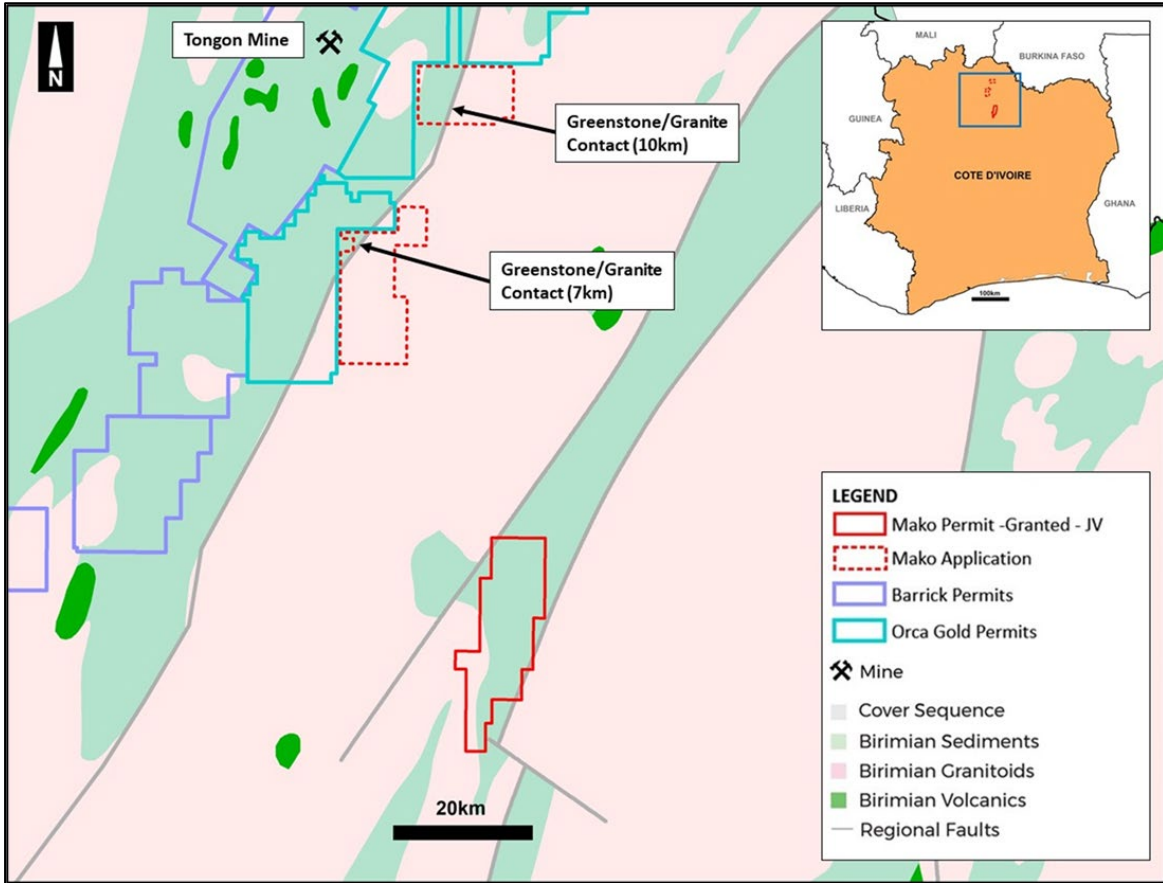 N
Tongon Mine
Greenstone/Granite
Contact (10km)
Greenstone/Granite
Contact (7km)
20km
MALI
BURKINA FASO
GUINEA
COTE D'IVOIRE
LIBERIA
GHANA
100km
LEGEND
Mako Permit -Granted - JV
Mako Application
Barrick Permits
Orca Gold Permits
Mine
Cover Sequence
Birimian Sediments
Birimian Granitoids
Birimian Volcanics
Regional Faults